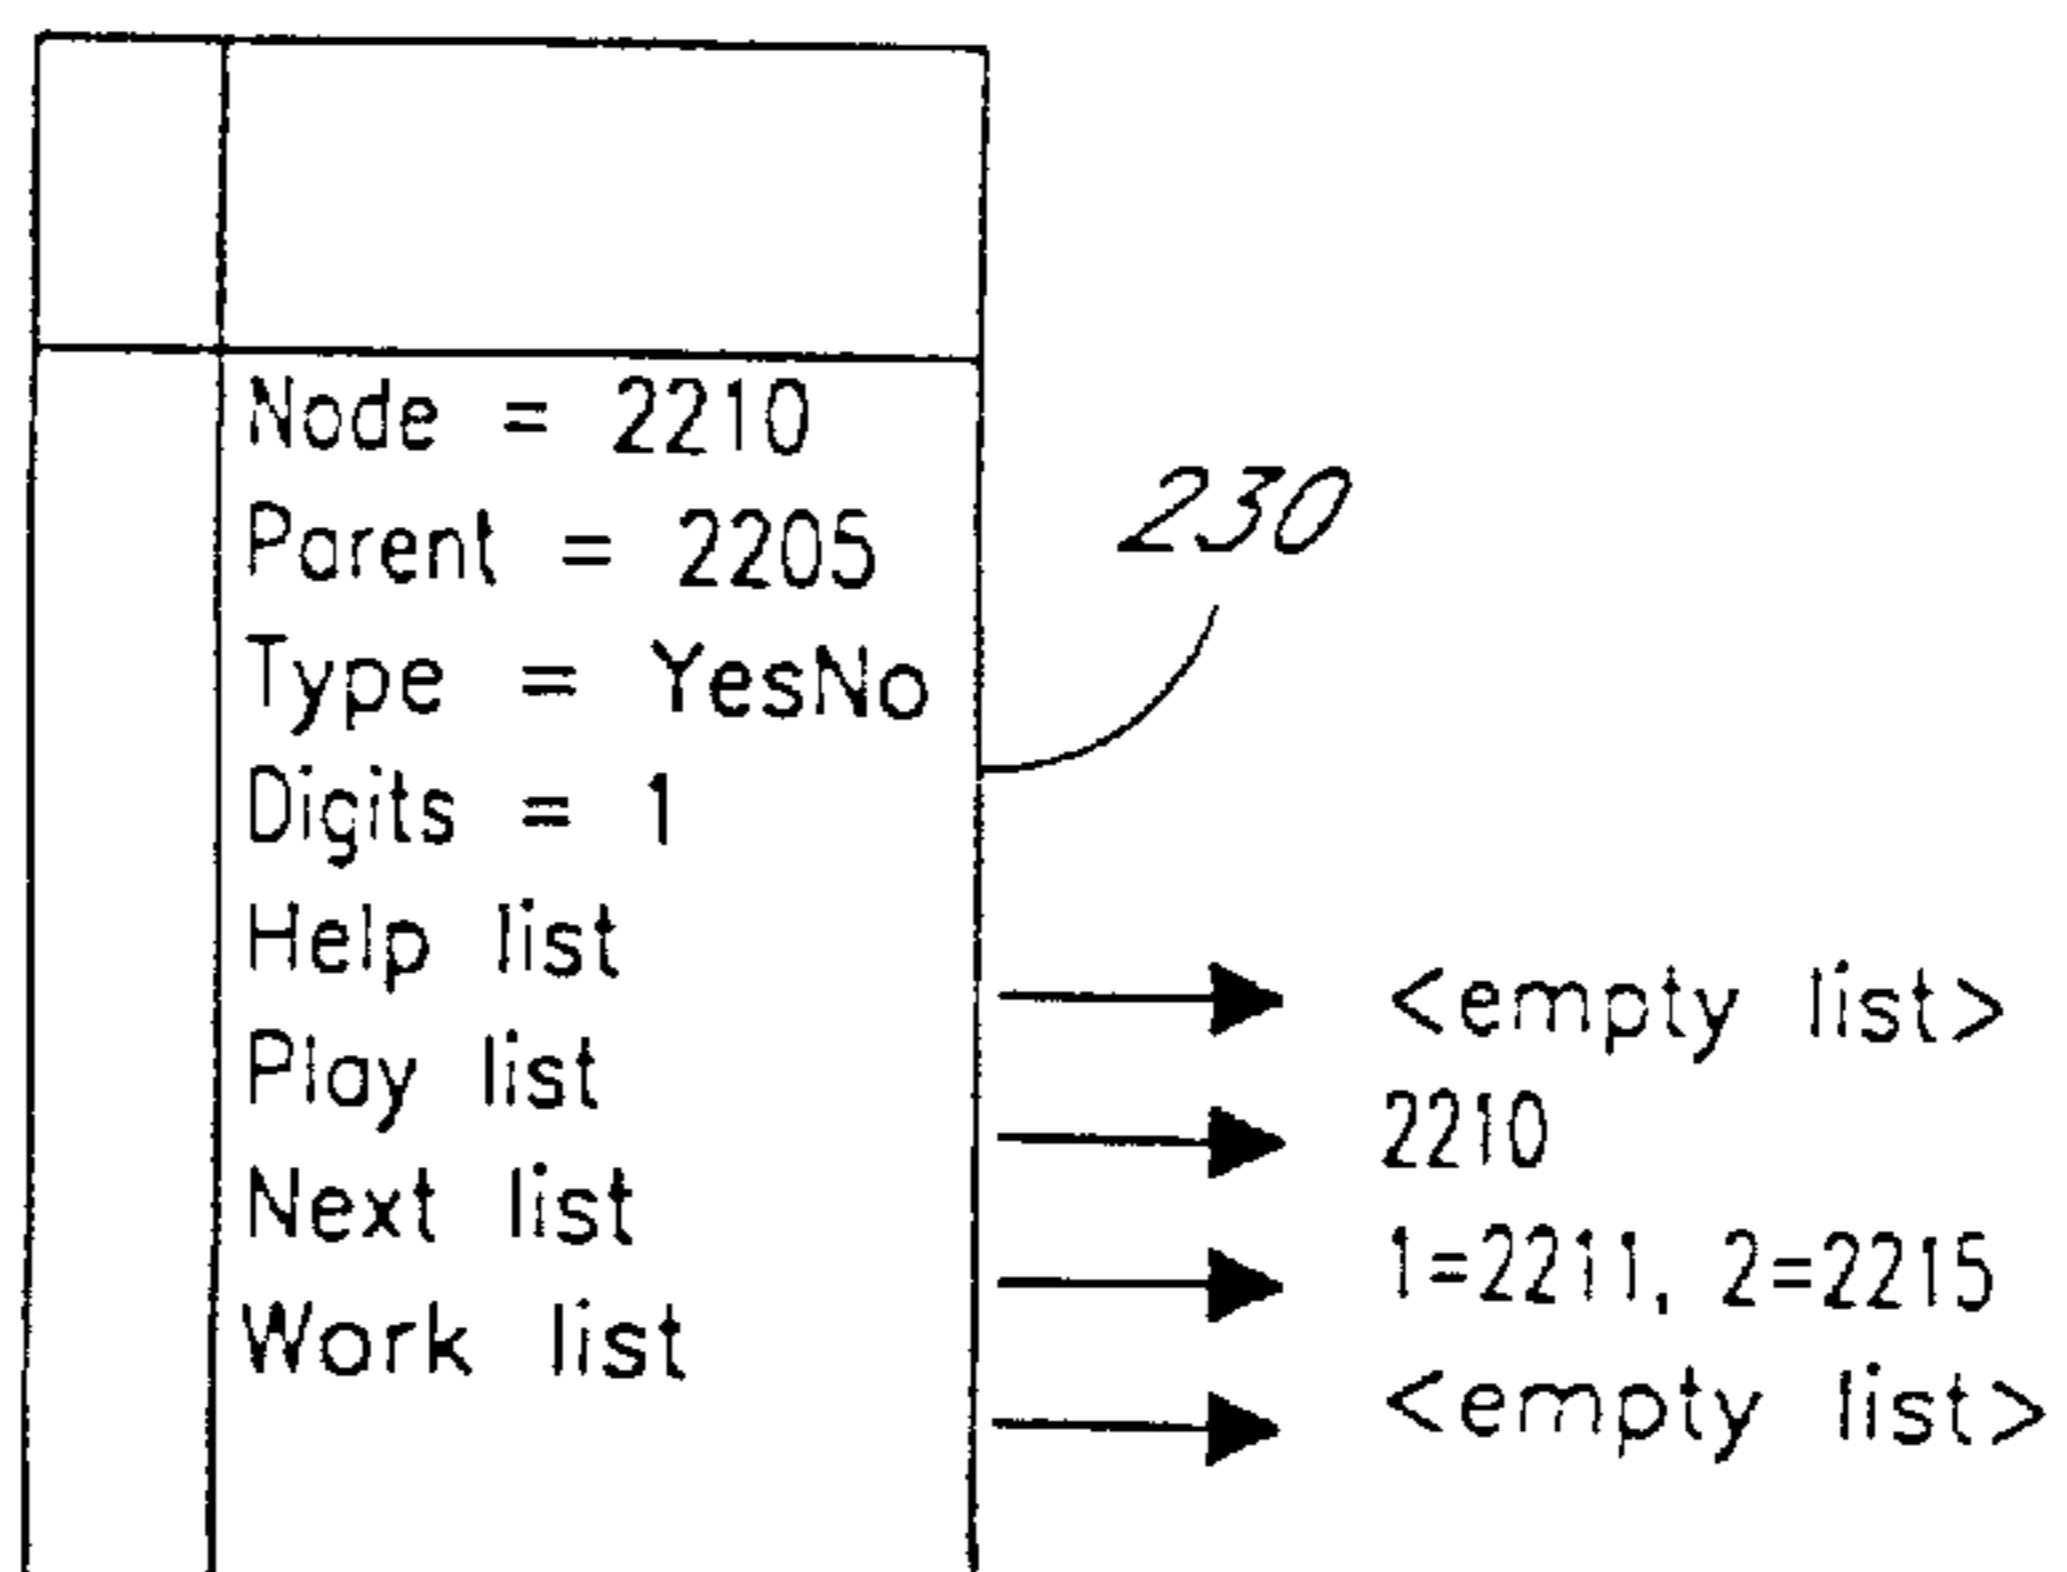 Node = 2210
Parent = 2205
230
Type = YesNo
Digits = 1
Help list
<empty list>
Play list
2210
Next list
1=2211, 2=2215
Work list
<empty list>